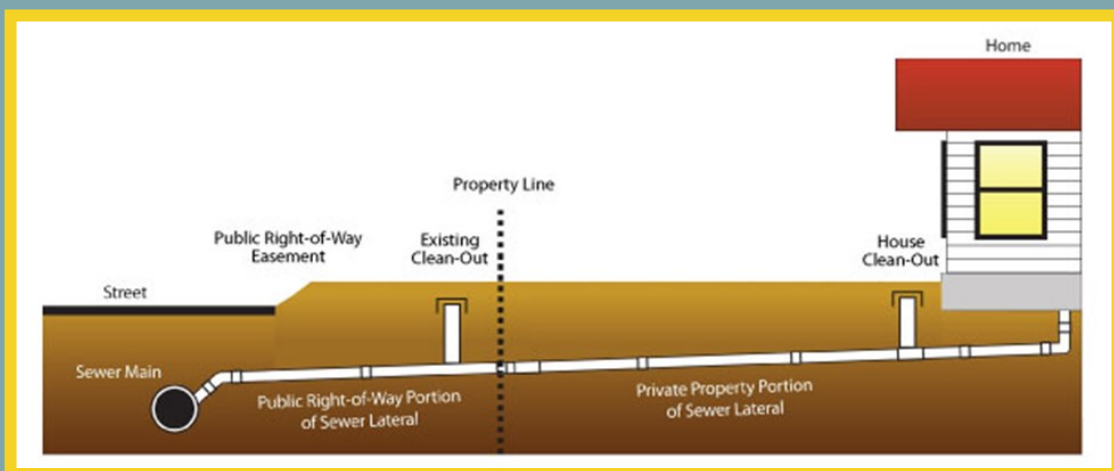 Home
Property Line
Public Right-of-Way
Easement
Existing
Clean-Out
House
Clean-Out
Street
Sewer Main
Public Right-of-Way Portion
of Sewer Lateral
Private Property Portion
of Sewer Lateral